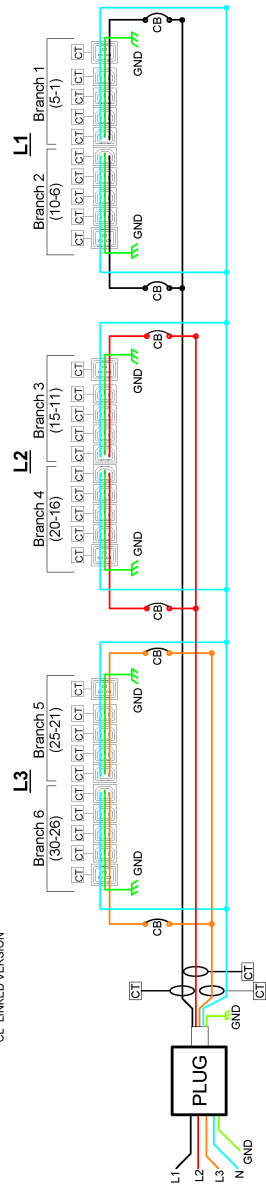 LINKED VERSION
L3
L2
L1
Branch 6
(30-26)
Branch 5
(25-21)
Branch 4
(20-16)
Branch 3
(15-11)
Branch 2
(10-6)
Branch 1
(5-1)
CT CT CT CT CT CT CT CT CT CT
CT CT CT CT CT CT CT CT CT CT
CT CT CT CT CT CT CT CT CT CT
GND
GND
GND
GND
GND
GND
CB
CB
CB
CB
CB
CB
CT
CT
CT
PLUG
GND
L1
L2
L3
N
GND